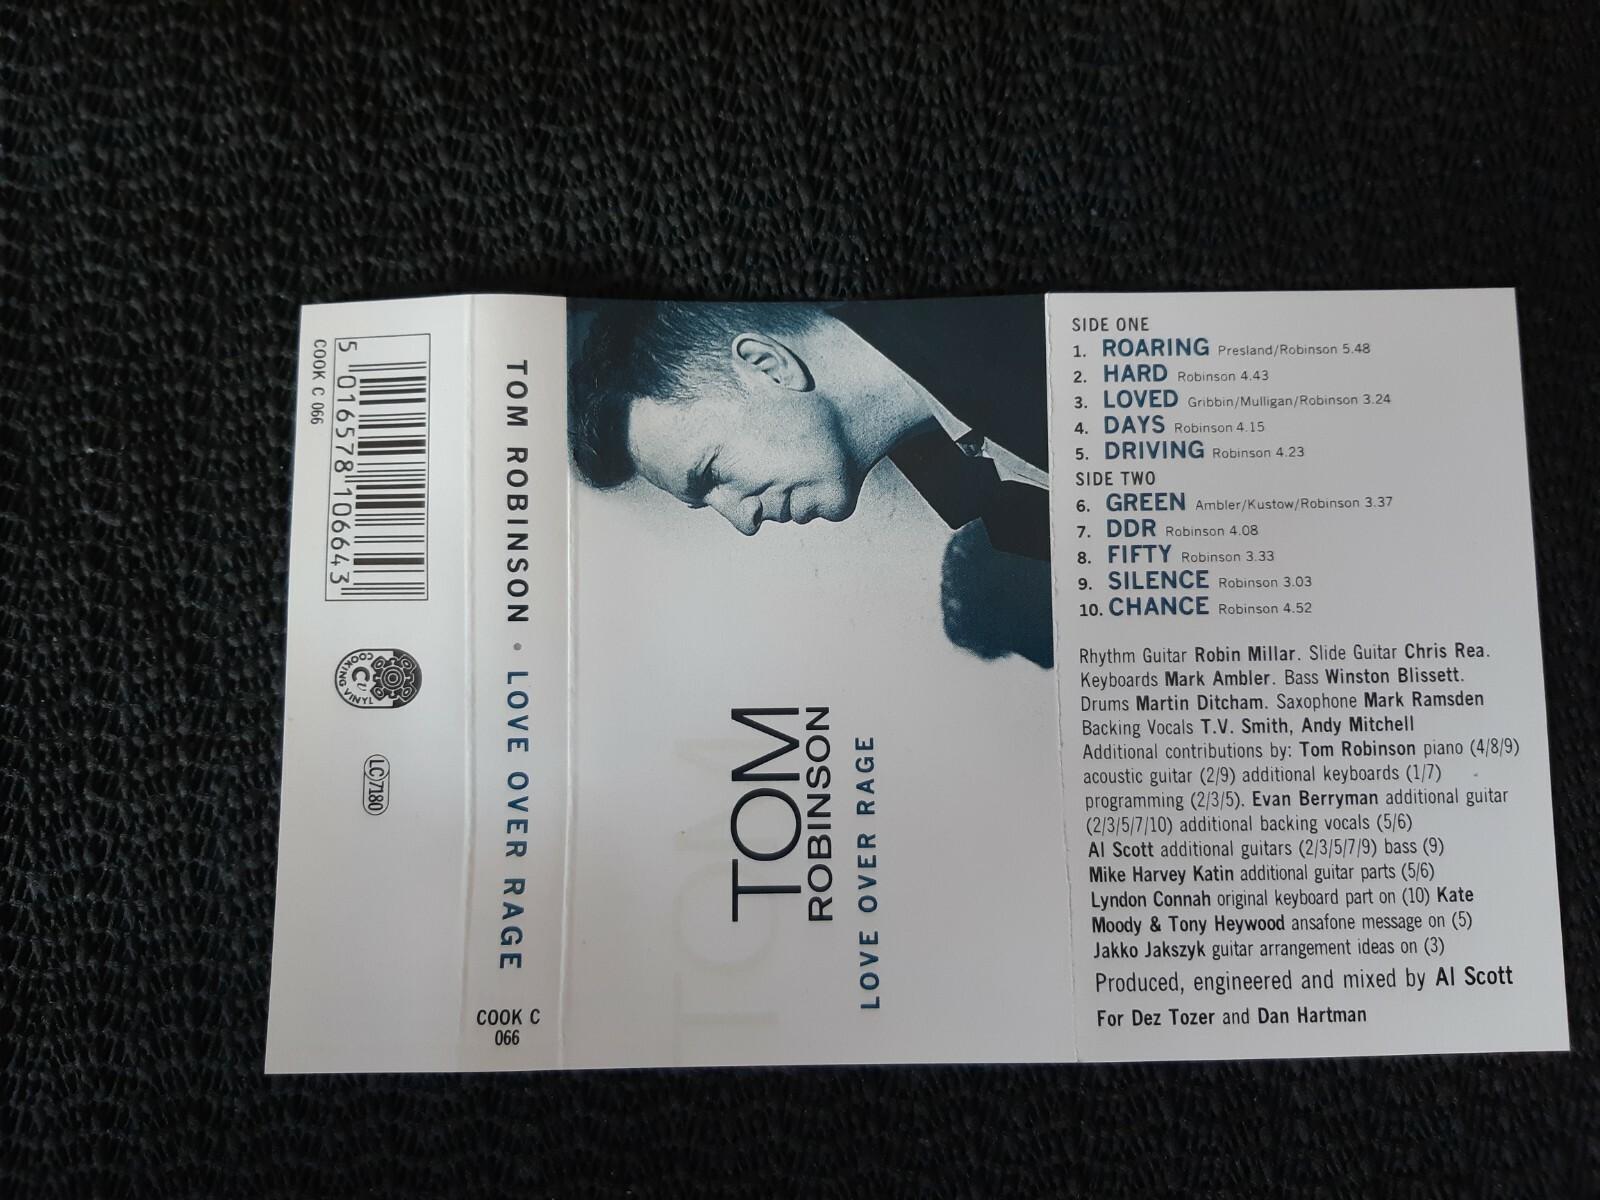 COOK C 066
5 016578 106643
COOKING VINYL
CV
LC 7180
TOM ROBINSON • LOVE OVER RAGE
COOK C
066
TOM
TOM
ROBINSON
LOVE OVER RAGE
SIDE ONE
1. ROARING Presland/Robinson 5.48
2. HARD Robinson 4.43
3. LOVED Gribbin/Mulligan/Robinson 3.24
4. DAYS Robinson 4.15
5. DRIVING Robinson 4.23
SIDE TWO
6. GREEN Ambler/Kustow/Robinson 3.37
7. DDR Robinson 4.08
8. FIFTY Robinson 3.33
9. SILENCE Robinson 3.03
10. CHANCE Robinson 4.52
Rhythm Guitar Robin Millar. Slide Guitar Chris Rea.
Keyboards Mark Ambler. Bass Winston Blissett.
Drums Martin Ditcham. Saxophone Mark Ramsden
Backing Vocals T.V. Smith, Andy Mitchell
Additional contributions by: Tom Robinson piano (4/8/9)
acoustic guitar (2/9) additional keyboards (1/7)
programming (2/3/5). Evan Berryman additional guitar
(2/3/5/7/10) additional backing vocals (5/6)
Al Scott additional guitars (2/3/5/7/9) bass (9)
Mike Harvey Katin additional guitar parts (5/6)
Lyndon Connah original keyboard part on (10) Kate
Moody & Tony Heywood ansafone message on (5)
Jakko Jakszyk guitar arrangement ideas on (3)
Produced, engineered and mixed by Al Scott
For Dez Tozer and Dan Hartman